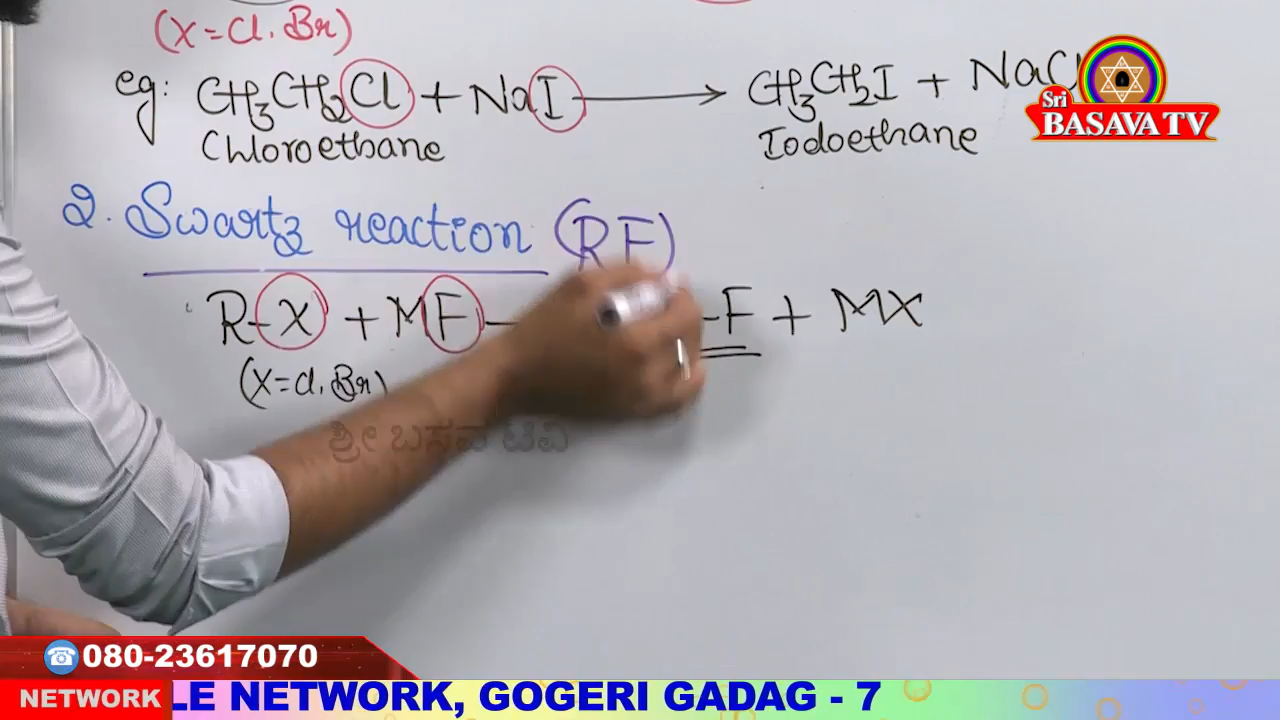 (X=Cl, Br)
eg: CH3CH2Cl + NaI ⟶ CH3CH2I + NaCl
Chloroethane Iodoethane
Sri
BASAVA TV
2. Swartz reaction (RF)
R-X + MF — -F + MX
(X=Cl, Br)
ಶ್ರೀ ಬಸವ ಟಿವಿ
080-23617070
NETWORK
LE NETWORK, GOGERI GADAG - 7